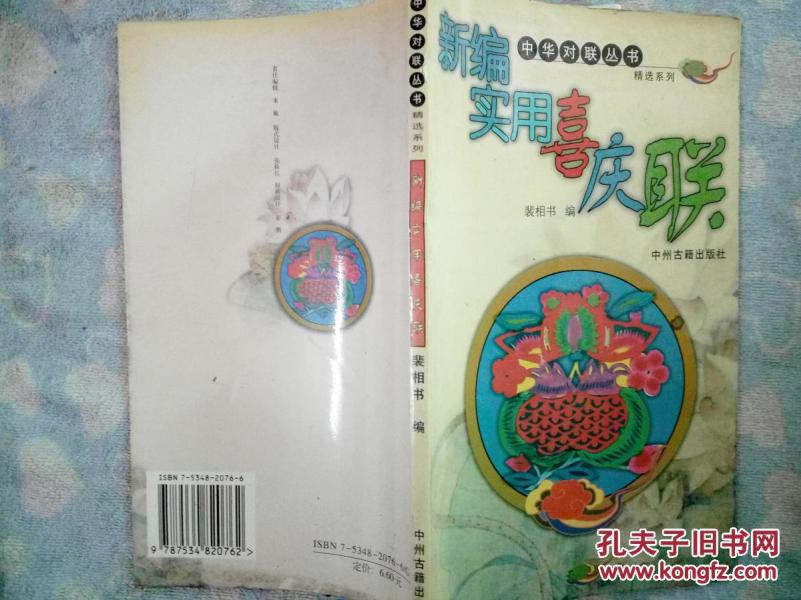 中华对联丛书
精选系列
新编
实用喜庆联
裴相书 编
中州古籍出版社
中华对联丛书
精选系列
新编实用喜庆联
裴相书 编
中州古籍出
责任编辑
ISBN 7-5348-2076-6
9 787534 820762 >
ISBN 7-5348-2076-6
定价：6.60元
孔夫子旧书网
www.kongfz.com